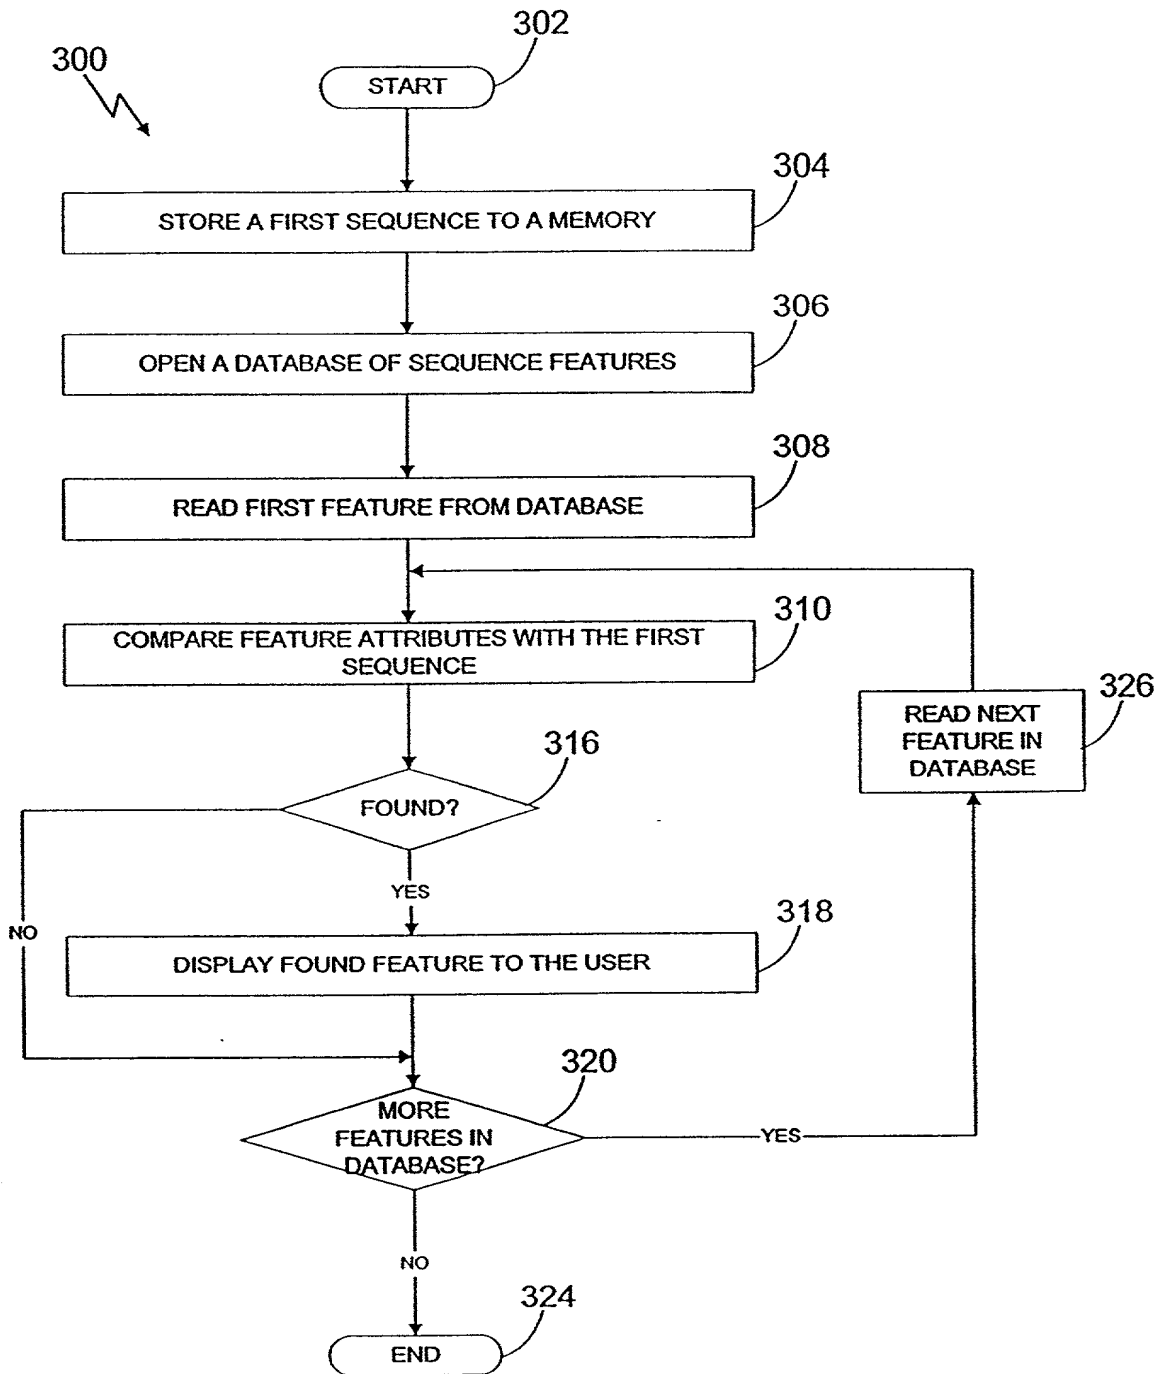 302
300
START
304
STORE A FIRST SEQUENCE TO A MEMORY
306
OPEN A DATABASE OF SEQUENCE FEATURES
308
READ FIRST FEATURE FROM DATABASE
310
COMPARE FEATURE ATTRIBUTES WITH THE FIRST
SEQUENCE
326
READ NEXT
FEATURE IN
DATABASE
316
FOUND?
YES
NO
318
DISPLAY FOUND FEATURE TO THE USER
320
MORE
FEATURES IN
DATABASE?
YES
NO
324
END